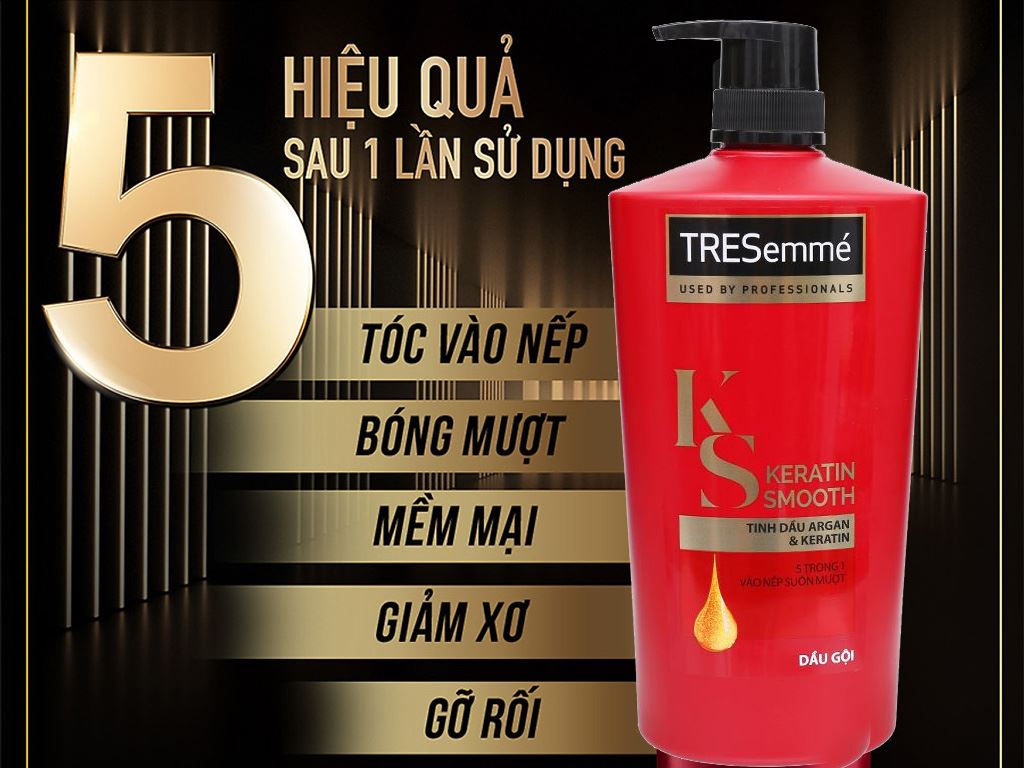 5
HIỆU QUẢ
SAU 1 LẦN SỬ DỤNG
TÓC VÀO NẾP
BÓNG MƯỢT
MỀM MẠI
GIẢM XƠ
GỠ RỐI
TRESemmé
USED BY PROFESSIONALS
KS
KERATIN
SMOOTH
TINH DẦU ARGAN
& KERATIN
5 TRONG 1
VÀO NẾP SUÔN MƯỢT
DẦU GỘI